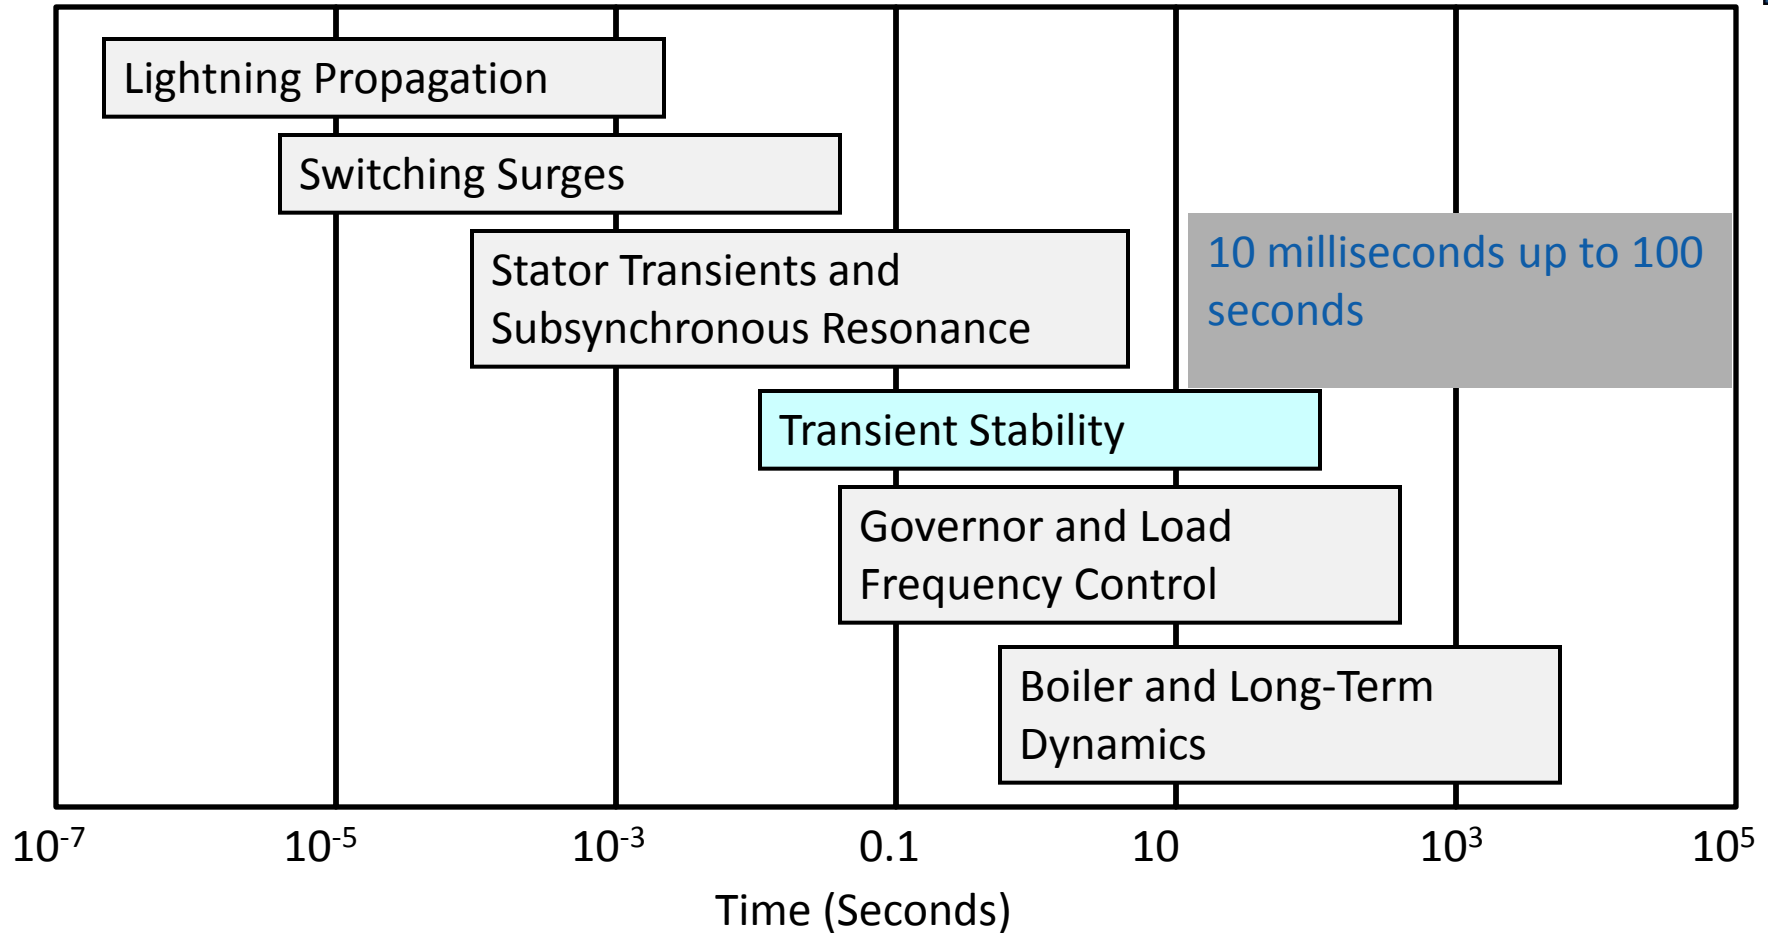 Lightning Propagation
Switching Surges
Stator Transients and
Subsynchronous Resonance
10 milliseconds up to 100
seconds
Transient Stability
Governor and Load
Frequency Control
Boiler and Long-Term
Dynamics
10⁻⁷ 10⁻⁵ 10⁻³ 0.1 10 10³ 10⁵
Time (Seconds)